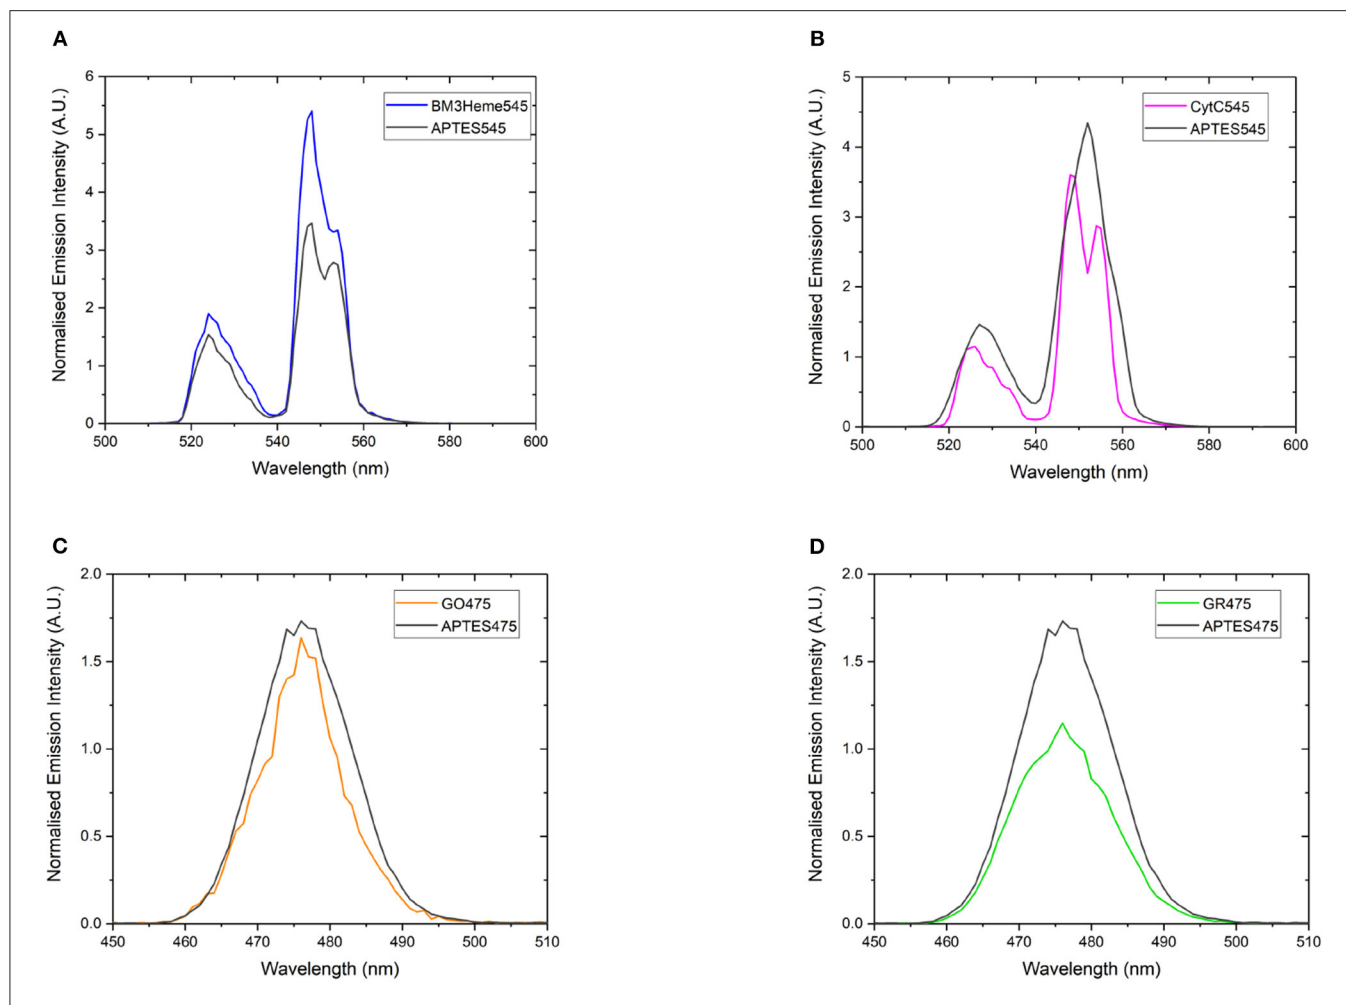 A
Normalised Emission Intensity (A.U.)
6
5
4
3
2
1
0
500
520
540
560
580
600
Wavelength (nm)
BM3Heme545
APTES545
B
Normalised Emission Intensity (A.U.)
5
4
3
2
1
0
500
520
540
560
580
600
Wavelength (nm)
CytC545
APTES545
C
Normalised Emission Intensity (A.U.)
2.0
1.5
1.0
0.5
0.0
450
460
470
480
490
500
510
Wavelength (nm)
GO475
APTES475
D
Normalised Emission Intensity (A.U.)
2.0
1.5
1.0
0.5
0.0
450
460
470
480
490
500
510
Wavelength (nm)
GR475
APTES475